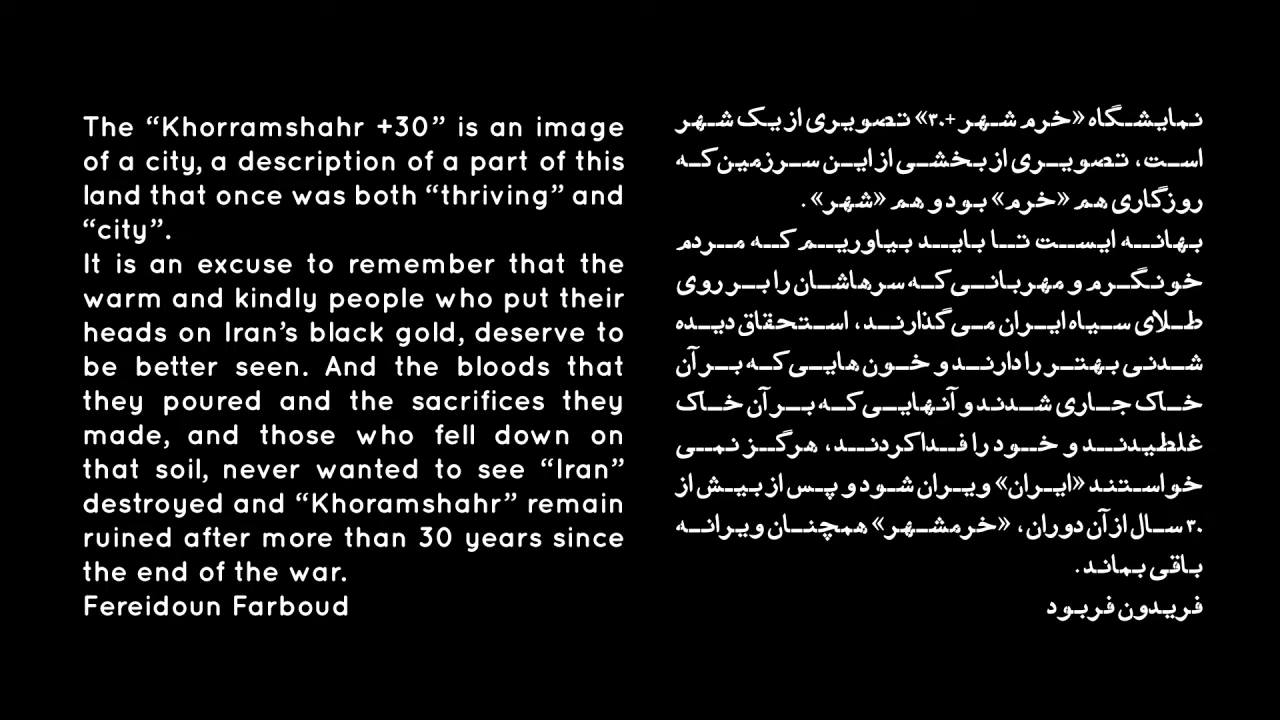 The “Khorramshahr +30” is an image
of a city, a description of a part of this
land that once was both “thriving” and
“city”.
It is an excuse to remember that the
warm and kindly people who put their
heads on Iran’s black gold, deserve to
be better seen. And the bloods that
they poured and the sacrifices they
made, and those who fell down on
that soil, never wanted to see “Iran”
destroyed and “Khoramshahr” remain
ruined after more than 30 years since
the end of the war.
Fereidoun Farboud
نمایشگاه «خرم شهر +۳۰» تصویری از یک شهر
است، تصویری از بخشی از این سرزمین که
روزگاری هم «خرم» بود و هم «شهر».
بهانه ایست تا باید بیاوریم که مردم
خونگرم و مهربانی که سرهاشان را بر روی
طلای سیاه ایران می گذارند، استحقاق دیده
شدنی بهتر را دارند و خون هایی که بر آن
خاک جاری شدند و آنهایی که بر آن خاک
غلطیدند و خود را فدا کردند، هرگز نمی
خواستند «ایران» ویران شود و پس از بیش از
۳۰ سال از آن دوران، «خرمشهر» همچنان ویرانه
باقی بماند.
فریدون فربود